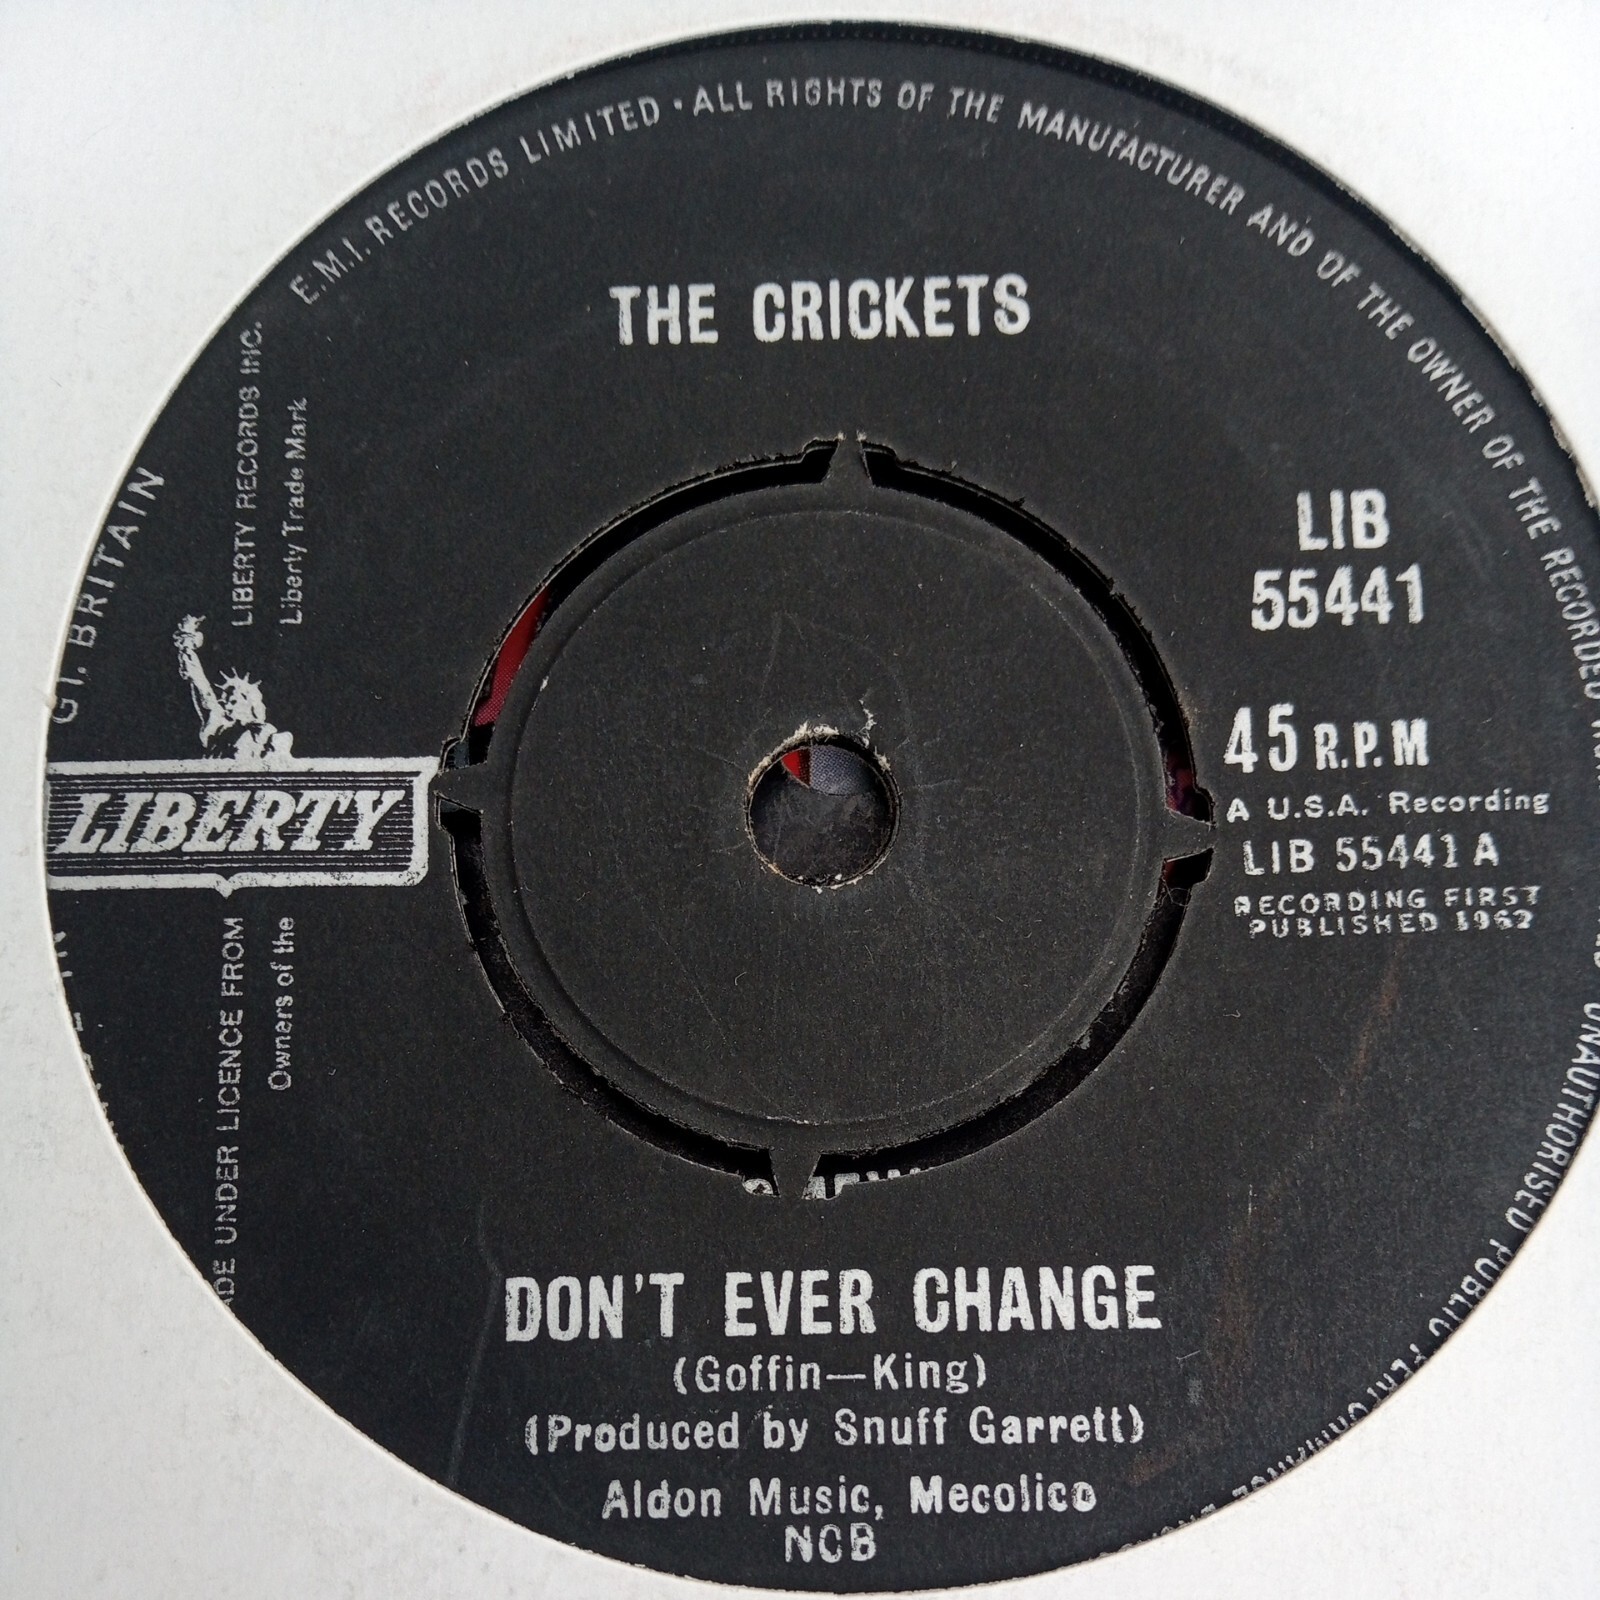 E.M.I. RECORDS LIMITED · ALL RIGHTS OF THE MANUFACTURER AND OF THE OWNER OF THE RECORDED
UNAUTHORISED PUBLIC PERFORMANCE
GT. BRITAIN
THE CRICKETS
LIBERTY RECORDS INC.
Liberty Trade Mark
LIBERTY
UNDER LICENCE FROM
Owners of the
LIB
55441
45 R.P.M
A U.S.A. Recording
LIB 55441 A
RECORDING FIRST
PUBLISHED 1962
DON'T EVER CHANGE
(Goffin—King)
(Produced by Snuff Garrett)
Aldon Music, Mecolico
NCB